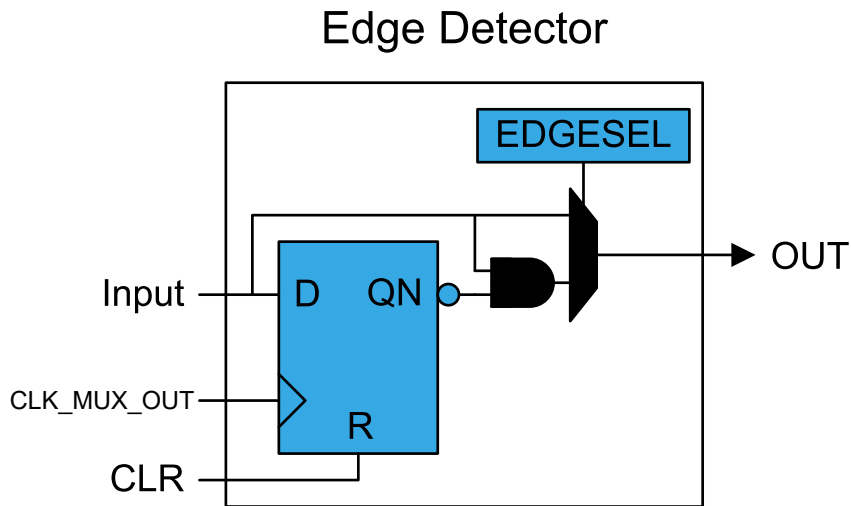 Edge Detector
EDGESEL
OUT
Input
D
QN
CLK_MUX_OUT
R
CLR